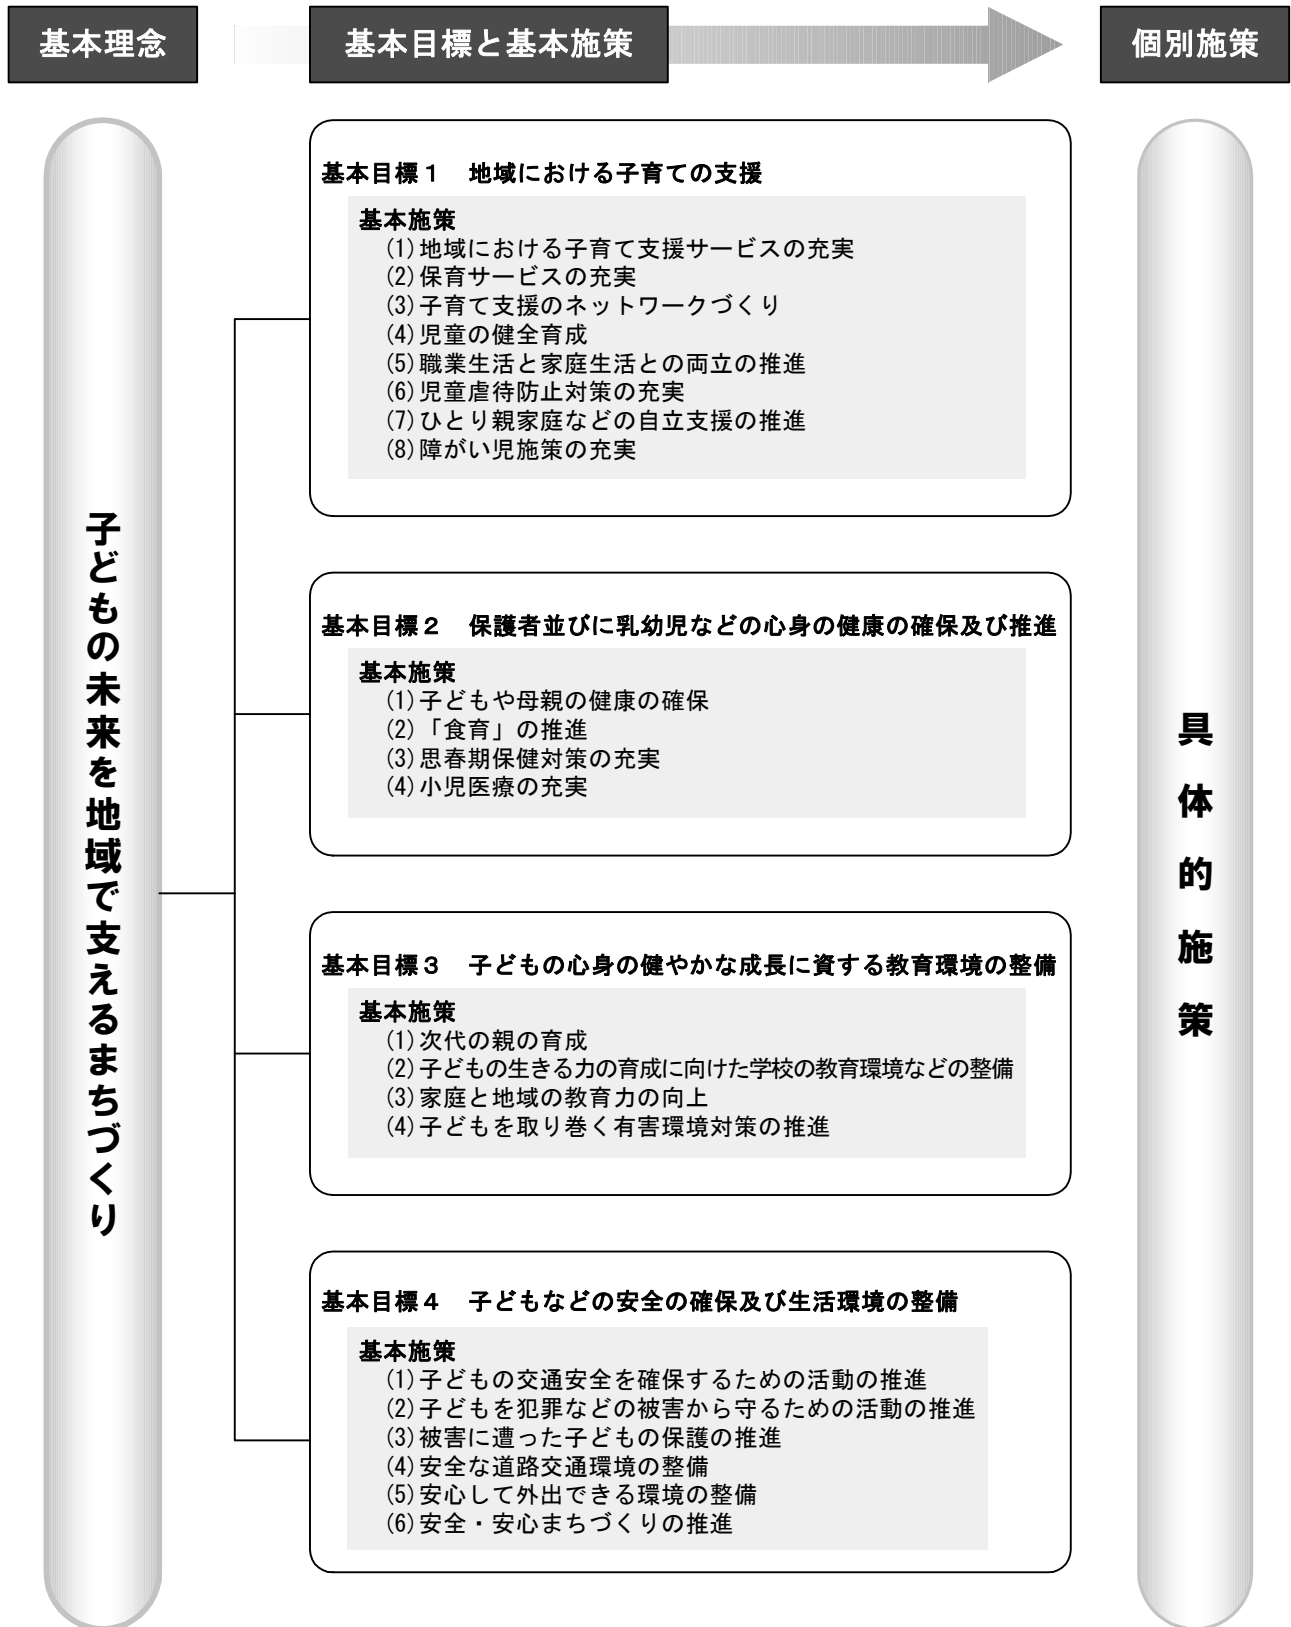 基本理念
基本目標と基本施策
個別施策
子どもの未来を地域で支えるまちづくり
基本目標１　地域における子育ての支援
基本施策
(1)地域における子育て支援サービスの充実
(2)保育サービスの充実
(3)子育て支援のネットワークづくり
(4)児童の健全育成
(5)職業生活と家庭生活との両立の推進
(6)児童虐待防止対策の充実
(7)ひとり親家庭などの自立支援の推進
(8)障がい児施策の充実
基本目標２　保護者並びに乳幼児などの心身の健康の確保及び推進
基本施策
(1)子どもや母親の健康の確保
(2)「食育」の推進
(3)思春期保健対策の充実
(4)小児医療の充実
基本目標３　子どもの心身の健やかな成長に資する教育環境の整備
基本施策
(1)次代の親の育成
(2)子どもの生きる力の育成に向けた学校の教育環境などの整備
(3)家庭と地域の教育力の向上
(4)子どもを取り巻く有害環境対策の推進
基本目標４　子どもなどの安全の確保及び生活環境の整備
基本施策
(1)子どもの交通安全を確保するための活動の推進
(2)子どもを犯罪などの被害から守るための活動の推進
(3)被害に遭った子どもの保護の推進
(4)安全な道路交通環境の整備
(5)安心して外出できる環境の整備
(6)安全・安心まちづくりの推進
具体的施策